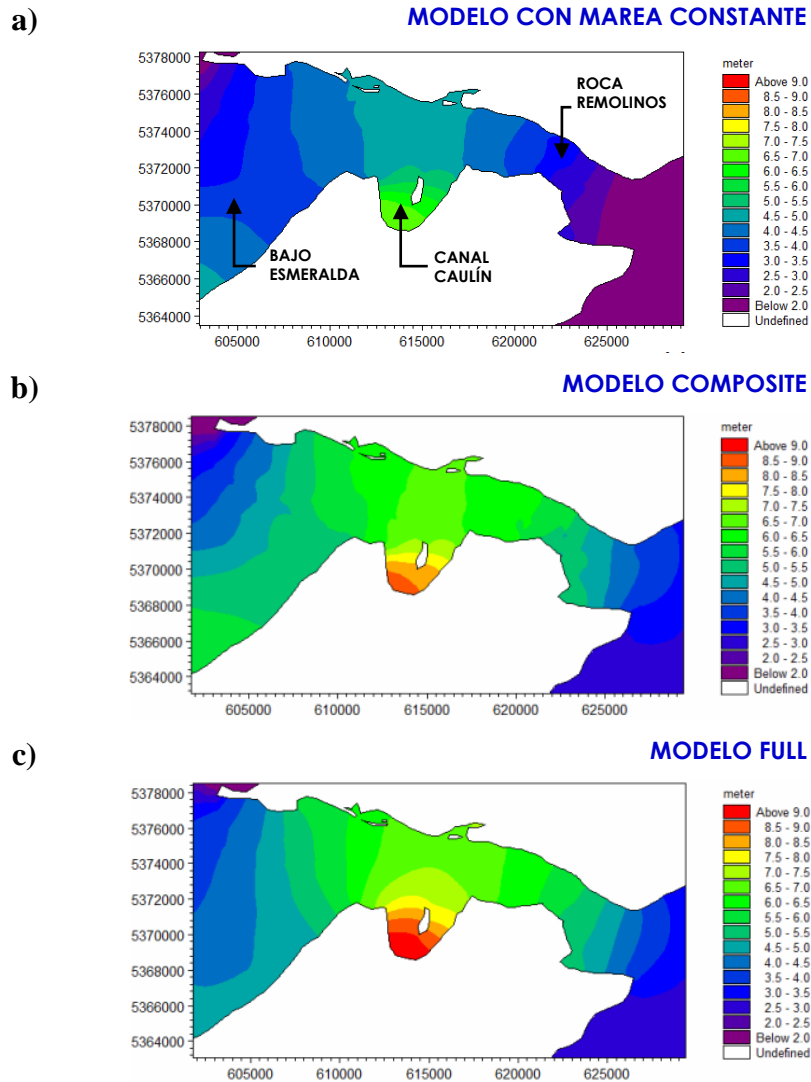 a)
MODELO CON MAREA CONSTANTE
5378000
5376000
5374000
5372000
5370000
5368000
5366000
5364000
605000 610000 615000 620000 625000
ROCA
REMOLINOS
BAJO
ESMERALDA
CANAL
CAULÍN
meter
Above 9.0
8.5 - 9.0
8.0 - 8.5
7.5 - 8.0
7.0 - 7.5
6.5 - 7.0
6.0 - 6.5
5.5 - 6.0
5.0 - 5.5
4.5 - 5.0
4.0 - 4.5
3.5 - 4.0
3.0 - 3.5
2.5 - 3.0
2.0 - 2.5
Below 2.0
Undefined
b)
MODELO COMPOSITE
5378000
5376000
5374000
5372000
5370000
5368000
5366000
5364000
605000 610000 615000 620000 625000
meter
Above 9.0
8.5 - 9.0
8.0 - 8.5
7.5 - 8.0
7.0 - 7.5
6.5 - 7.0
6.0 - 6.5
5.5 - 6.0
5.0 - 5.5
4.5 - 5.0
4.0 - 4.5
3.5 - 4.0
3.0 - 3.5
2.5 - 3.0
2.0 - 2.5
Below 2.0
Undefined
c)
MODELO FULL
5378000
5376000
5374000
5372000
5370000
5368000
5366000
5364000
605000 610000 615000 620000 625000
meter
Above 9.0
8.5 - 9.0
8.0 - 8.5
7.5 - 8.0
7.0 - 7.5
6.5 - 7.0
6.0 - 6.5
5.5 - 6.0
5.0 - 5.5
4.5 - 5.0
4.0 - 4.5
3.5 - 4.0
3.0 - 3.5
2.5 - 3.0
2.0 - 2.5
Below 2.0
Undefined